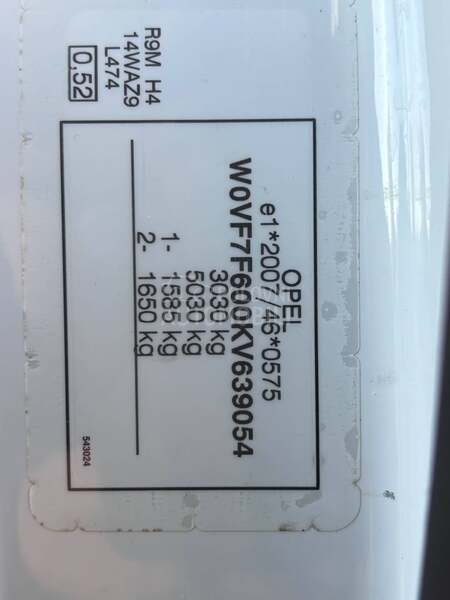 R9M H4
14WAZ9
L474
0,52
OPEL
e1*2007/46*0575
W0VF7F600KV639054
3030 kg
5030 kg
1- 1585 kg
2- 1650 kg
543024